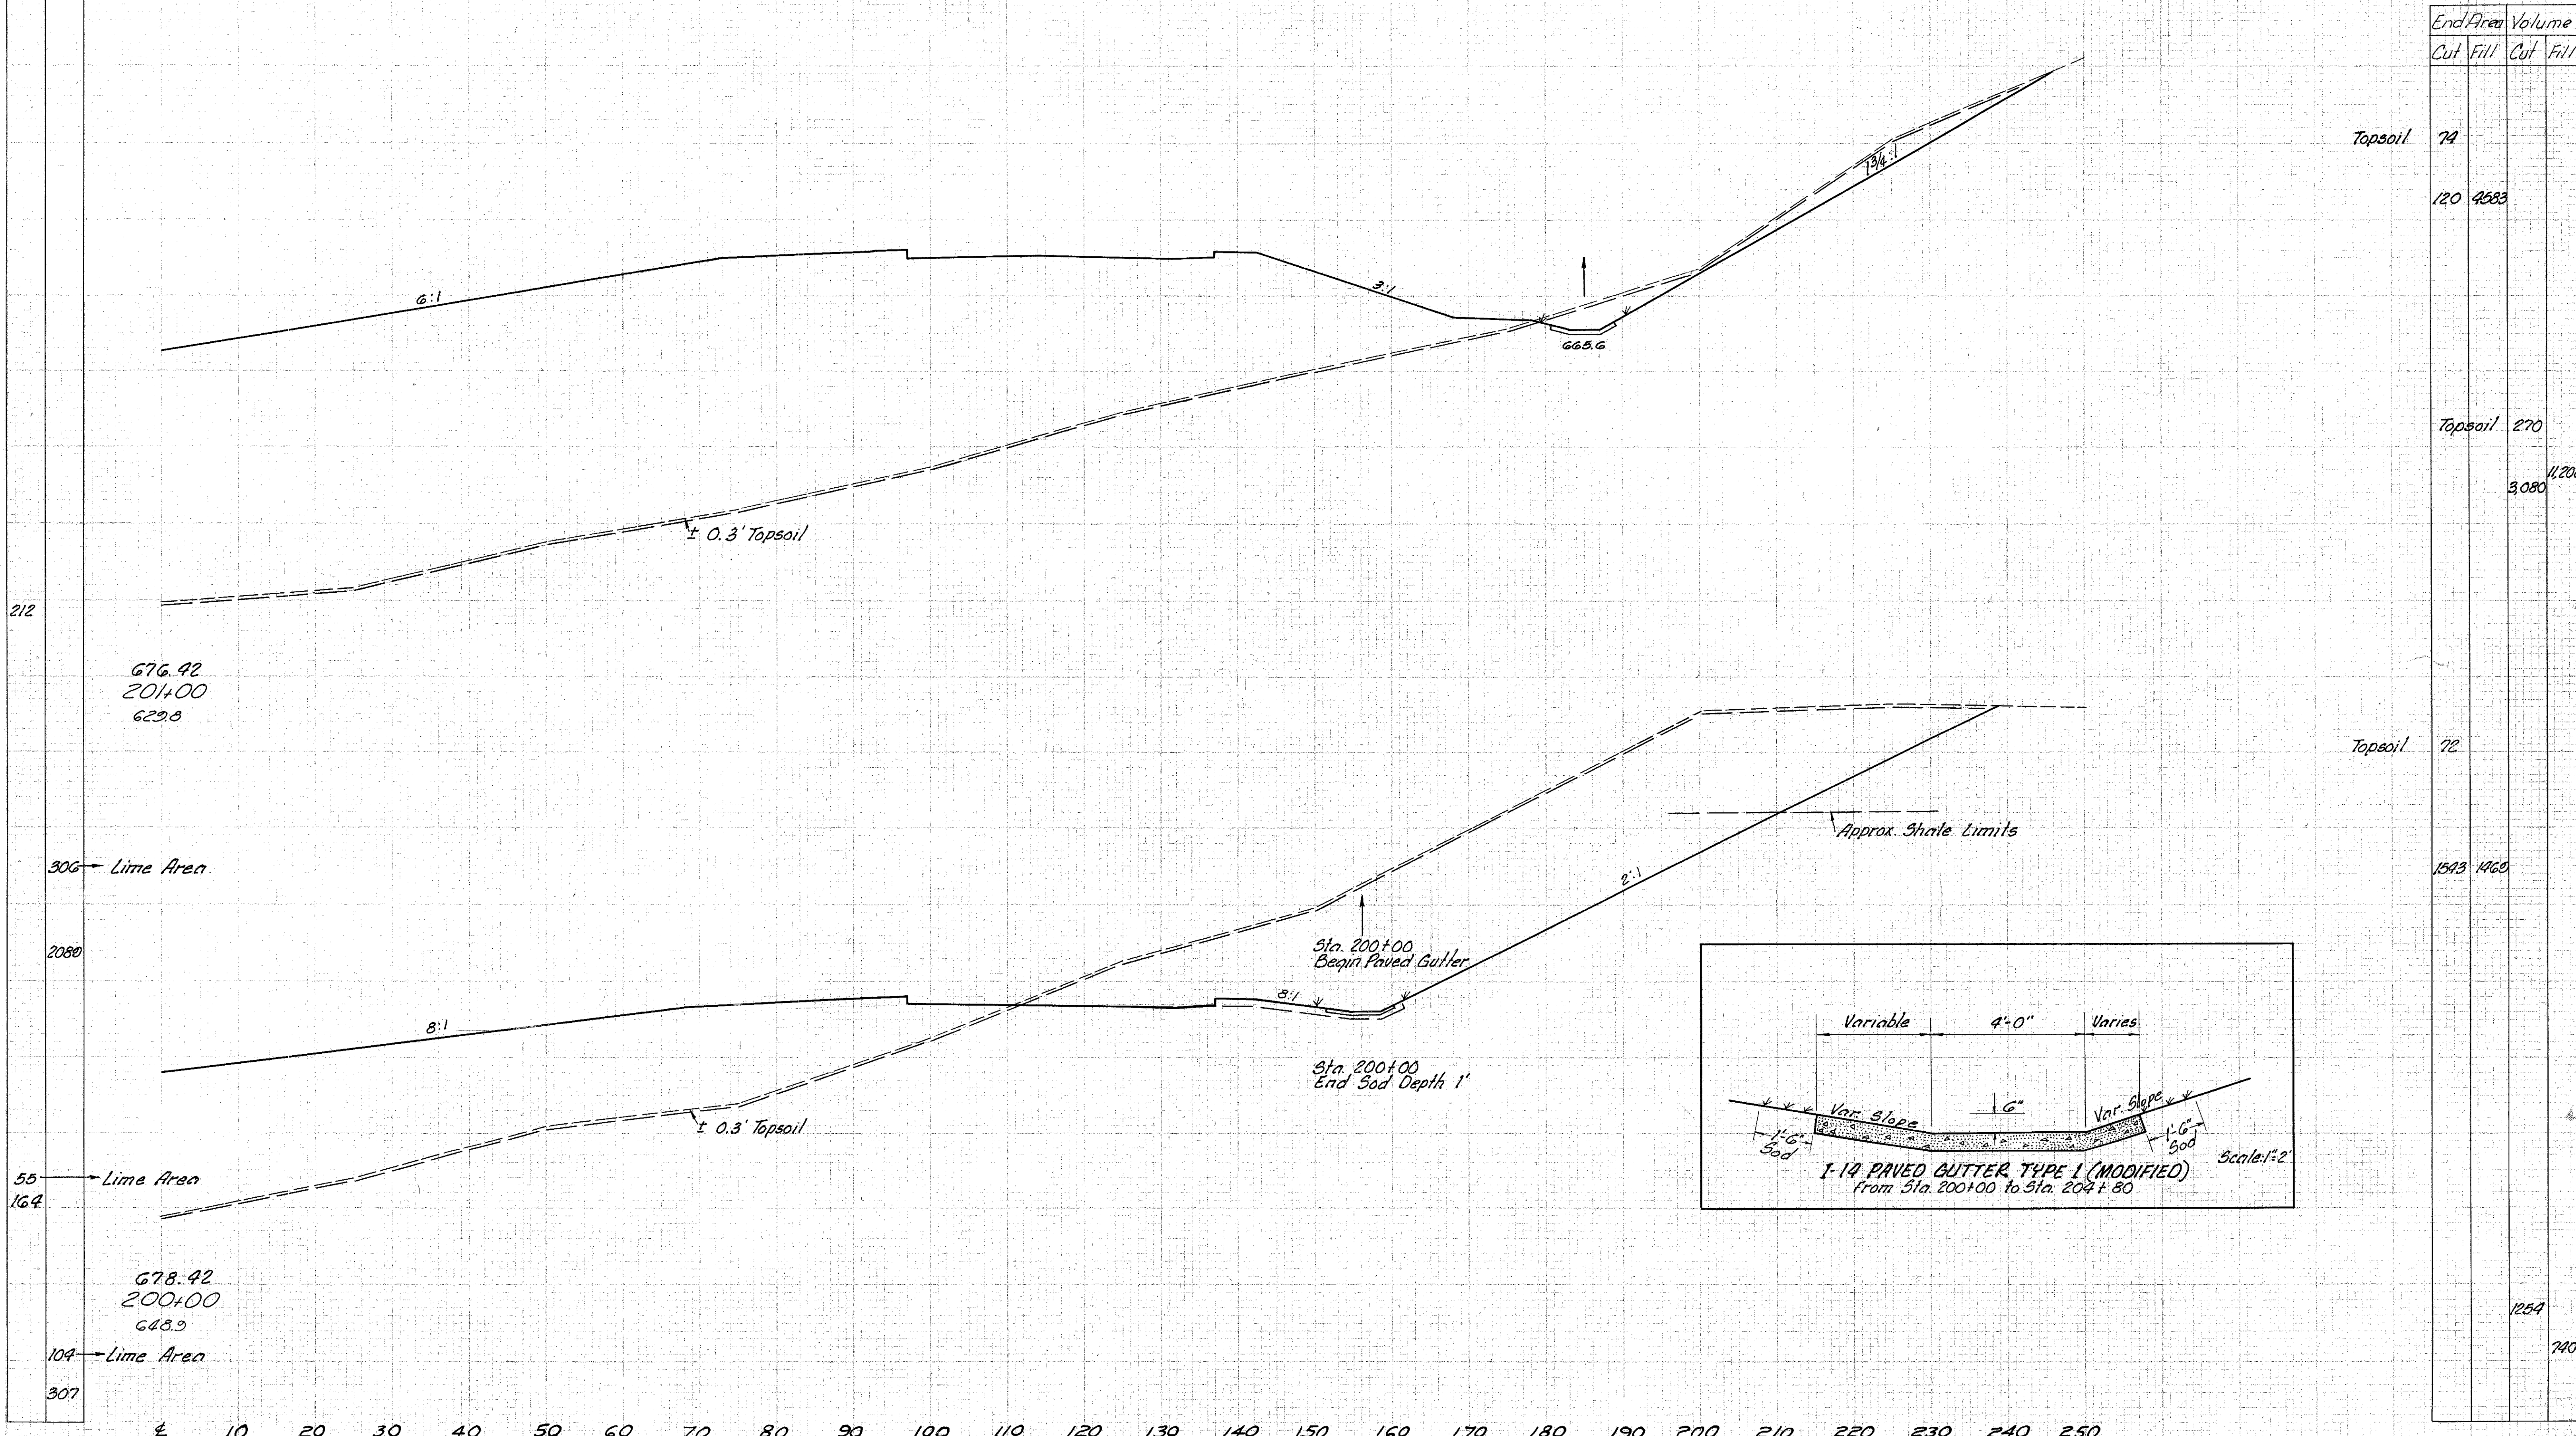 End Area Volume
Cut Fill Cut Fill
Topsoil 74
120 4583
1¾:1
6:1
3:1
665.6
Topsoil 270
11,20
3,080
± 0.3' Topsoil
212
676.42
201+00
629.8
Topsoil 72
Approx. Shale Limits
306 Lime Area
1543 1469
2:1
2089
Sta. 200+00
Begin Paved Gutter
8:1
8:1
Variable 4'-0" Varies
Sta. 200+00
End Sod Depth 1'
6"
Var. Slope
Var. Slope
1'-6"
Sod
1'-6"
Sod
Scale:1"=2'
I-14 PAVED GUTTER TYPE 1 (MODIFIED)
From Sta. 200+00 to Sta. 204+80
± 0.3' Topsoil
55 Lime Area
164
678.42
200+00
648.9
1254
104 Lime Area
740
307
℄ 10 20 30 40 50 60 70 80 90 100 110 120 130 140 150 160 170 180 190 200 210 220 230 240 250